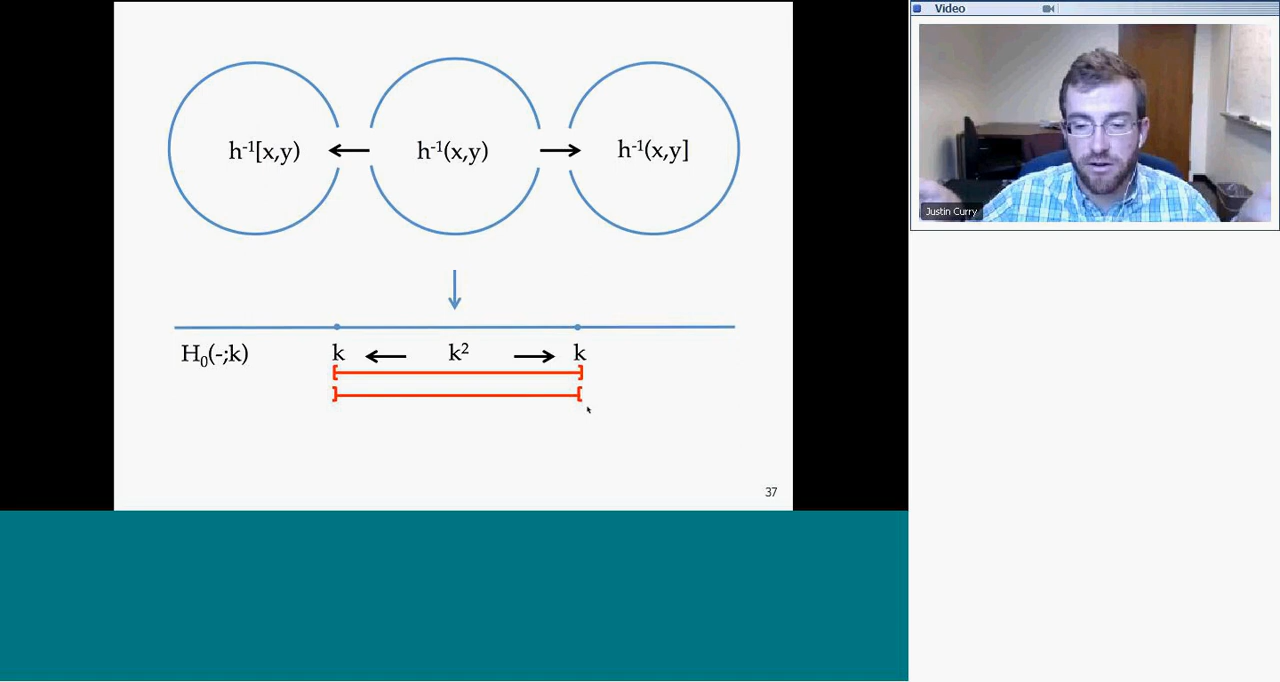 Video
h⁻¹[x,y)
h⁻¹(x,y)
h⁻¹(x,y]
Justin Curry
H₀(-;k)
k
k²
k
37